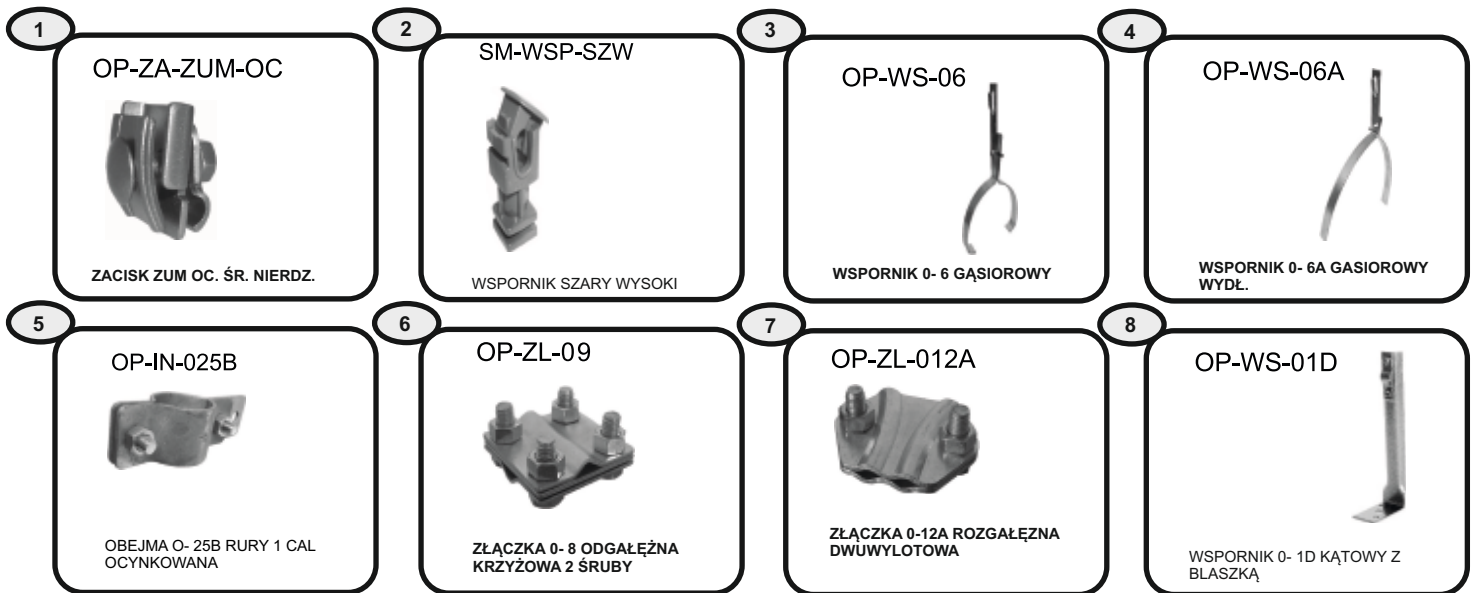 1
OP-ZA-ZUM-OC
ZACISK ZUM OC. ŚR. NIERDZ.
2
SM-WSP-SZW
WSPORNIK SZARY WYSOKI
3
OP-WS-06
WSPORNIK 0- 6 GĄSIOROWY
4
OP-WS-06A
WSPORNIK 0- 6A GASIOROWY
WYDŁ.
5
OP-IN-025B
OBEJMA O- 25B RURY 1 CAL
OCYNKOWANA
6
OP-ZL-09
ZŁĄCZKA 0- 8 ODGAŁĘŹNA
KRZYŻOWA 2 ŚRUBY
7
OP-ZL-012A
ZŁĄCZKA 0-12A ROZGAŁĘZNA
DWUWYLOTOWA
8
OP-WS-01D
WSPORNIK 0- 1D KĄTOWY Z
BLASZKĄ